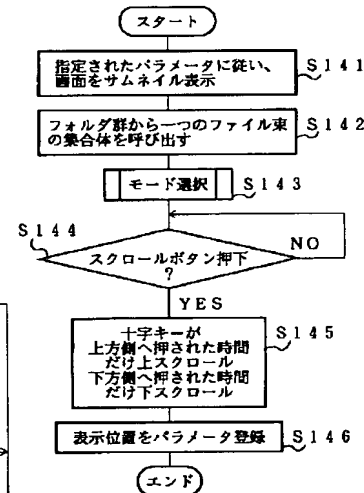 スタート
指定されたパラメータに従い、
画面をサムネイル表示
S141
フォルダ群から一つのファイル束
の集合体を呼び出す
S142
モード選択
S143
S144
スクロールボタン押下
?
NO
YES
十字キーが
上方側へ押された時間
だけ上スクロール
下方側へ押された時間
だけ下スクロール
S145
表示位置をパラメータ登録
S146
エンド